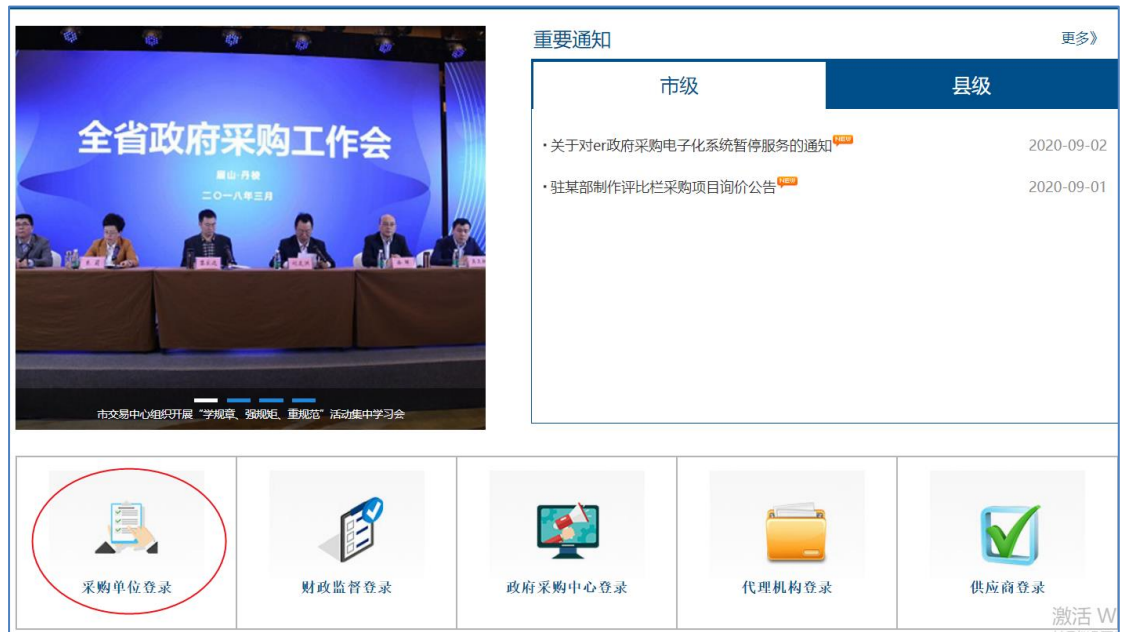 全省政府采购工作会
眉山·丹棱
二〇一八年三月
市交易中心组织开展“学规章、强规矩、重规范”活动集中学习会
重要通知
更多》
市级
县级
·关于对er政府采购电子化系统暂停服务的通知 NEW
2020-09-02
·驻某部制作评比栏采购项目询价公告 NEW
2020-09-01
采购单位登录
财政监督登录
政府采购中心登录
代理机构登录
供应商登录
激活 W